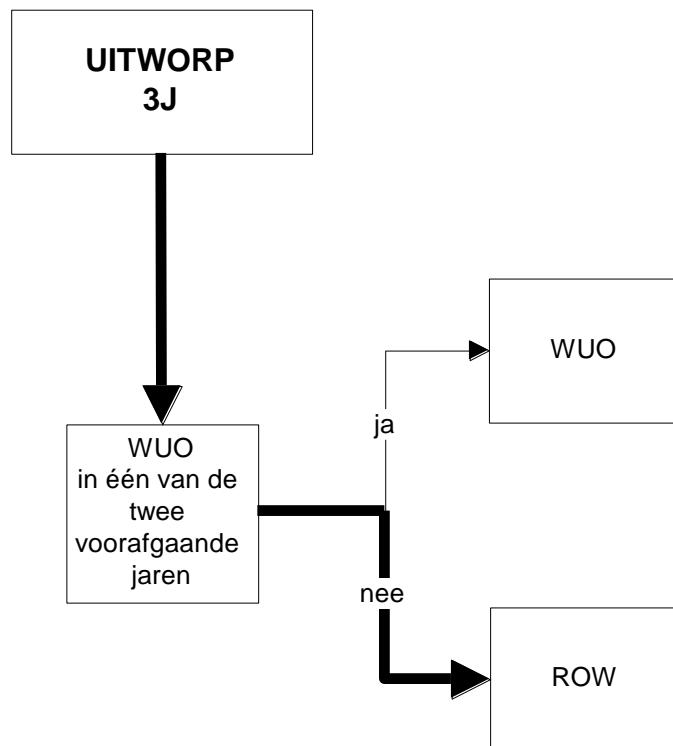 UITWORP
3J
WUO
ja
WUO
in één van de
twee
voorafgaande
jaren
nee
ROW